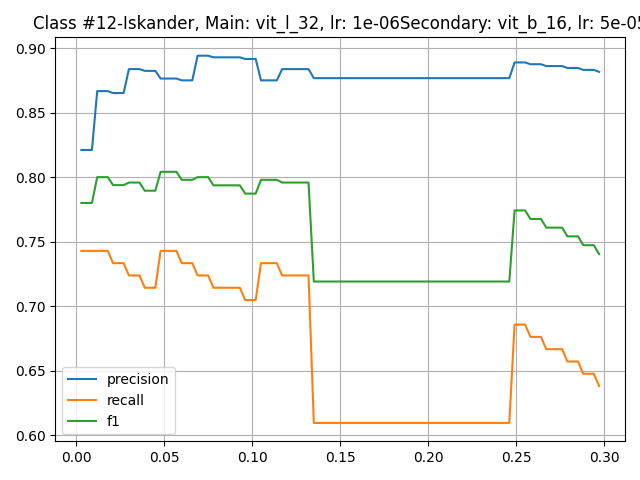 Class #12-Iskander, Main: vit_l_32, lr: 1e-06Secondary: vit_b_16, lr: 5e-05
0.90
0.85
0.80
0.75
0.70
0.65
0.60
precision
recall
f1
0.00 0.05 0.10 0.15 0.20 0.25 0.30